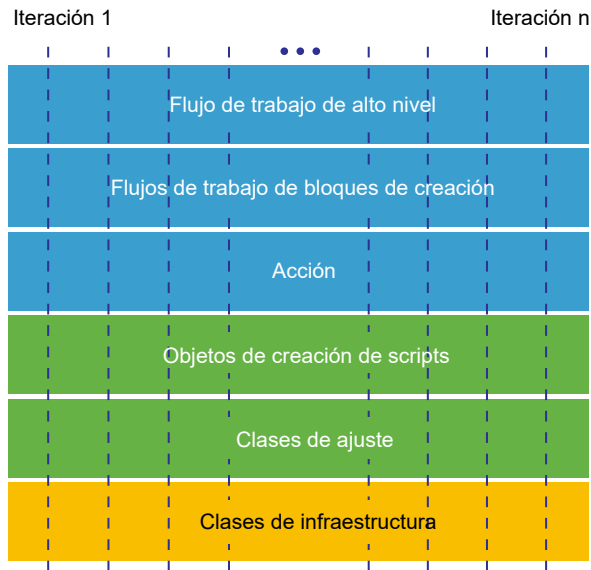 Iteración 1
Iteración n
•••
Flujo de trabajo de alto nivel
Flujos de trabajo de bloques de creación
Acción
Objetos de creación de scripts
Clases de ajuste
Clases de infraestructura